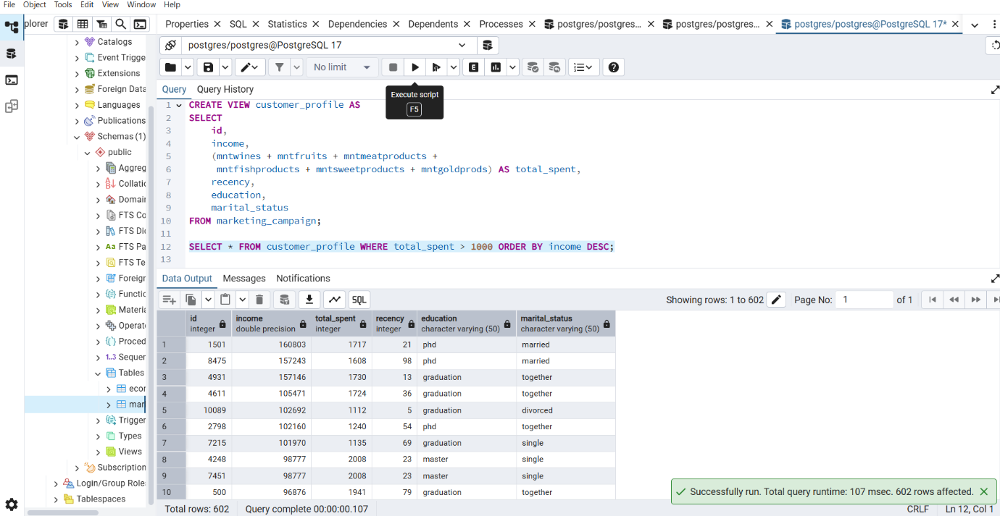 File Object Tools Edit View Window Help
plorer
Properties SQL Statistics Dependencies Dependents Processes postgres/postgres... postgres/postgres... postgres/postgres@PostgreSQL 17*
postgres/postgres@PostgreSQL 17
No limit
Query Query History
Execute script
F5
1 CREATE VIEW customer_profile AS
2 SELECT
3 id,
4 income,
5 (mntwines + mntfruits + mntmeatproducts +
6 mntfishproducts + mntsweetproducts + mntgoldprods) AS total_spent,
7 recency,
8 education,
9 marital_status
10 FROM marketing_campaign;
11
12 SELECT * FROM customer_profile WHERE total_spent > 1000 ORDER BY income DESC;
13
Catalogs
Event Trigge
Extensions
Foreign Data
Languages
Publications
Schemas (1)
public
Aggreg
Collatic
Domair
FTS Co
FTS Dic
Aa FTS Pa
FTS Te
Foreigr
Functic
Materia
Operat
Proced
1..3 Sequer
Tables
ecor
mar
Trigger
Types
Views
Subscription
Login/Group Role
Tablespaces
Data Output Messages Notifications
SQL
Showing rows: 1 to 602 Page No: 1 of 1
id income total_spent recency education marital_status
integer double precision integer integer character varying (50) character varying (50)
1 1501 160803 1717 21 phd married
2 8475 157243 1608 98 phd married
3 4931 157146 1730 13 graduation together
4 4611 105471 1724 36 graduation together
5 10089 102692 1112 5 graduation divorced
6 2798 102160 1240 54 phd together
7 7215 101970 1135 69 graduation single
8 4248 98777 2008 23 master single
9 7451 98777 2008 23 master single
10 500 96876 1941 79 graduation together
Successfully run. Total query runtime: 107 msec. 602 rows affected.
Total rows: 602 Query complete 00:00:00.107 CRLF Ln 12, Col 1